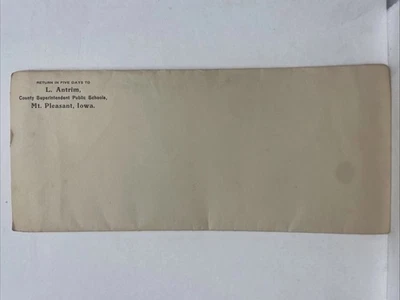 RETURN IN FIVE DAYS TO
L. Antrim,
County Superintendent Public Schools,
Mt. Pleasant, Iowa.